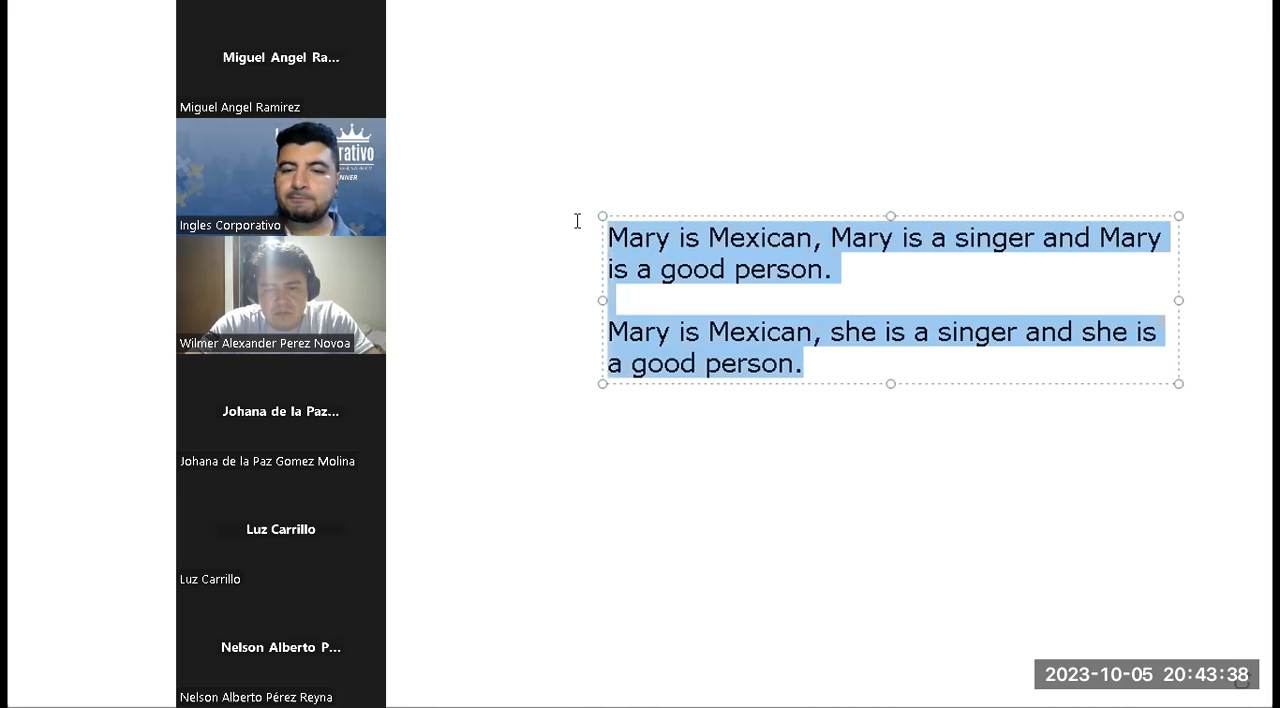 Miguel Angel Ra...
Miguel Angel Ramirez
rativo
NNER
Ingles Corporativo
Wilmer Alexander Perez Novoa
Johana de la Paz...
Johana de la Paz Gomez Molina
Luz Carrillo
Luz Carrillo
Nelson Alberto P...
Nelson Alberto Pérez Reyna
Mary is Mexican, Mary is a singer and Mary
is a good person.
Mary is Mexican, she is a singer and she is
a good person.
2023-10-05 20:43:38